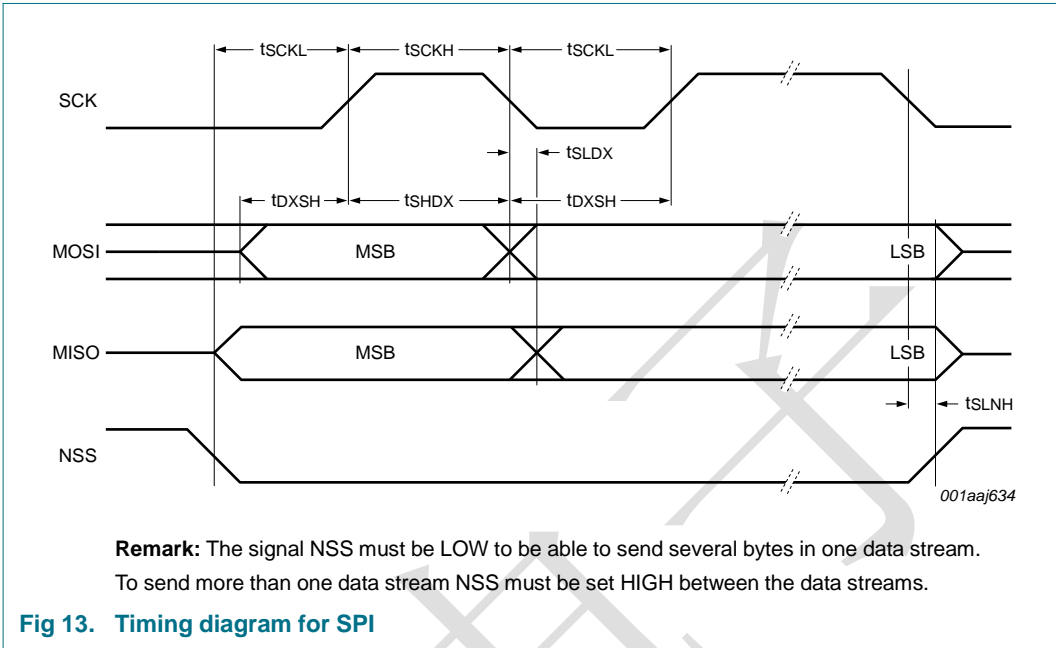 tSCKL tSCKH tSCKL
SCK
tSLDX
tDXSH tSHDX tDXSH
MOSI MSB LSB
MISO MSB LSB
tSLNH
NSS
001aaj634
Remark: The signal NSS must be LOW to be able to send several bytes in one data stream.
To send more than one data stream NSS must be set HIGH between the data streams.
Fig 13. Timing diagram for SPI